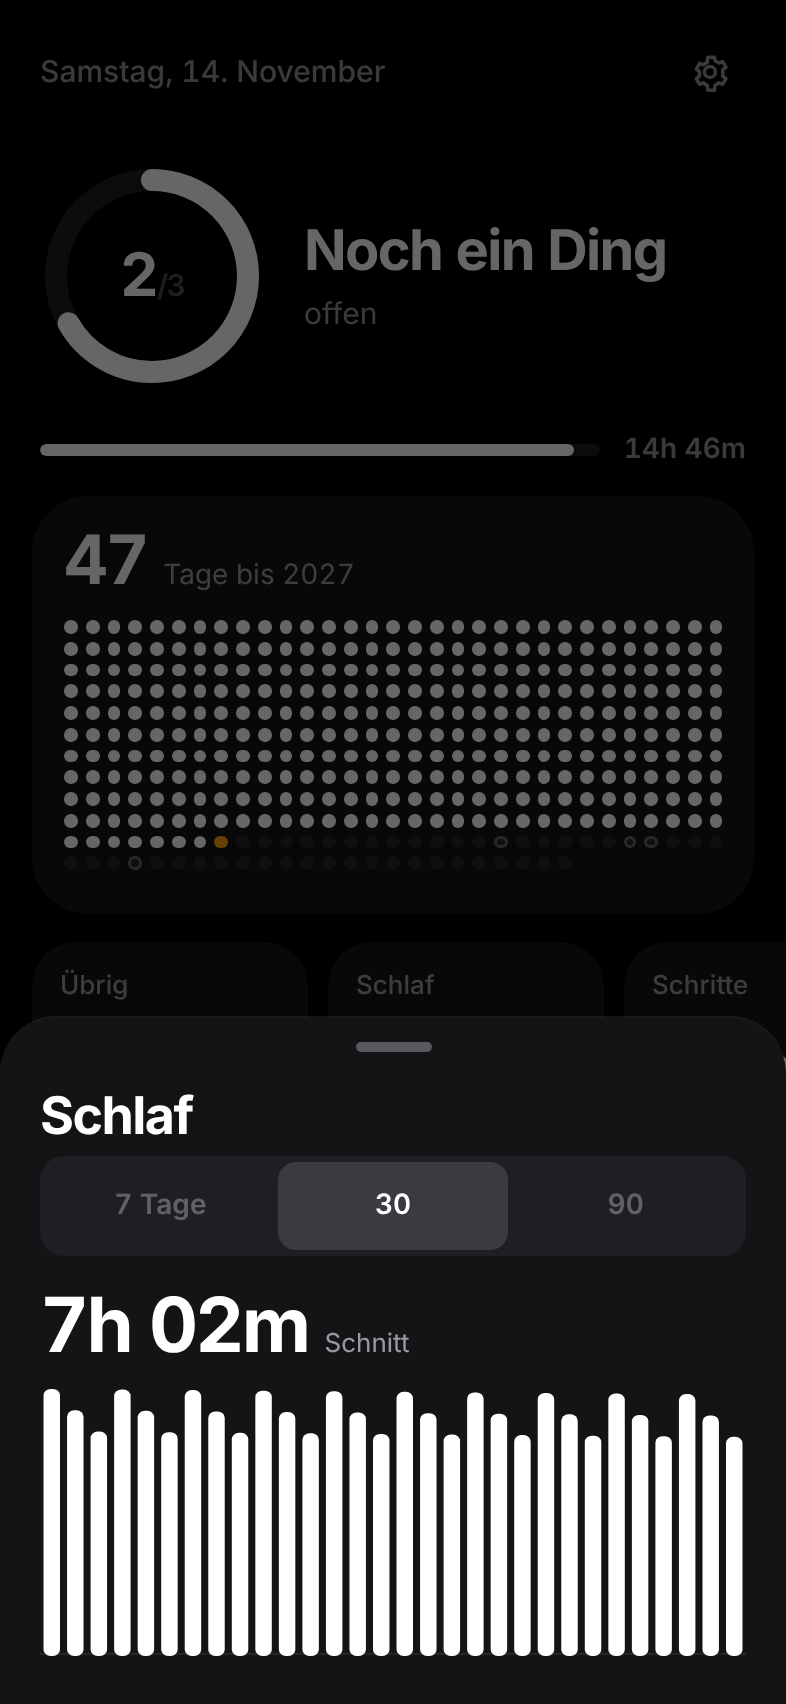 Samstag, 14. November
2/3
Noch ein Ding
offen
14h 46m
47 Tage bis 2027
Übrig Schlaf Schritte
Schlaf
7 Tage 30 90
7h 02m Schnitt